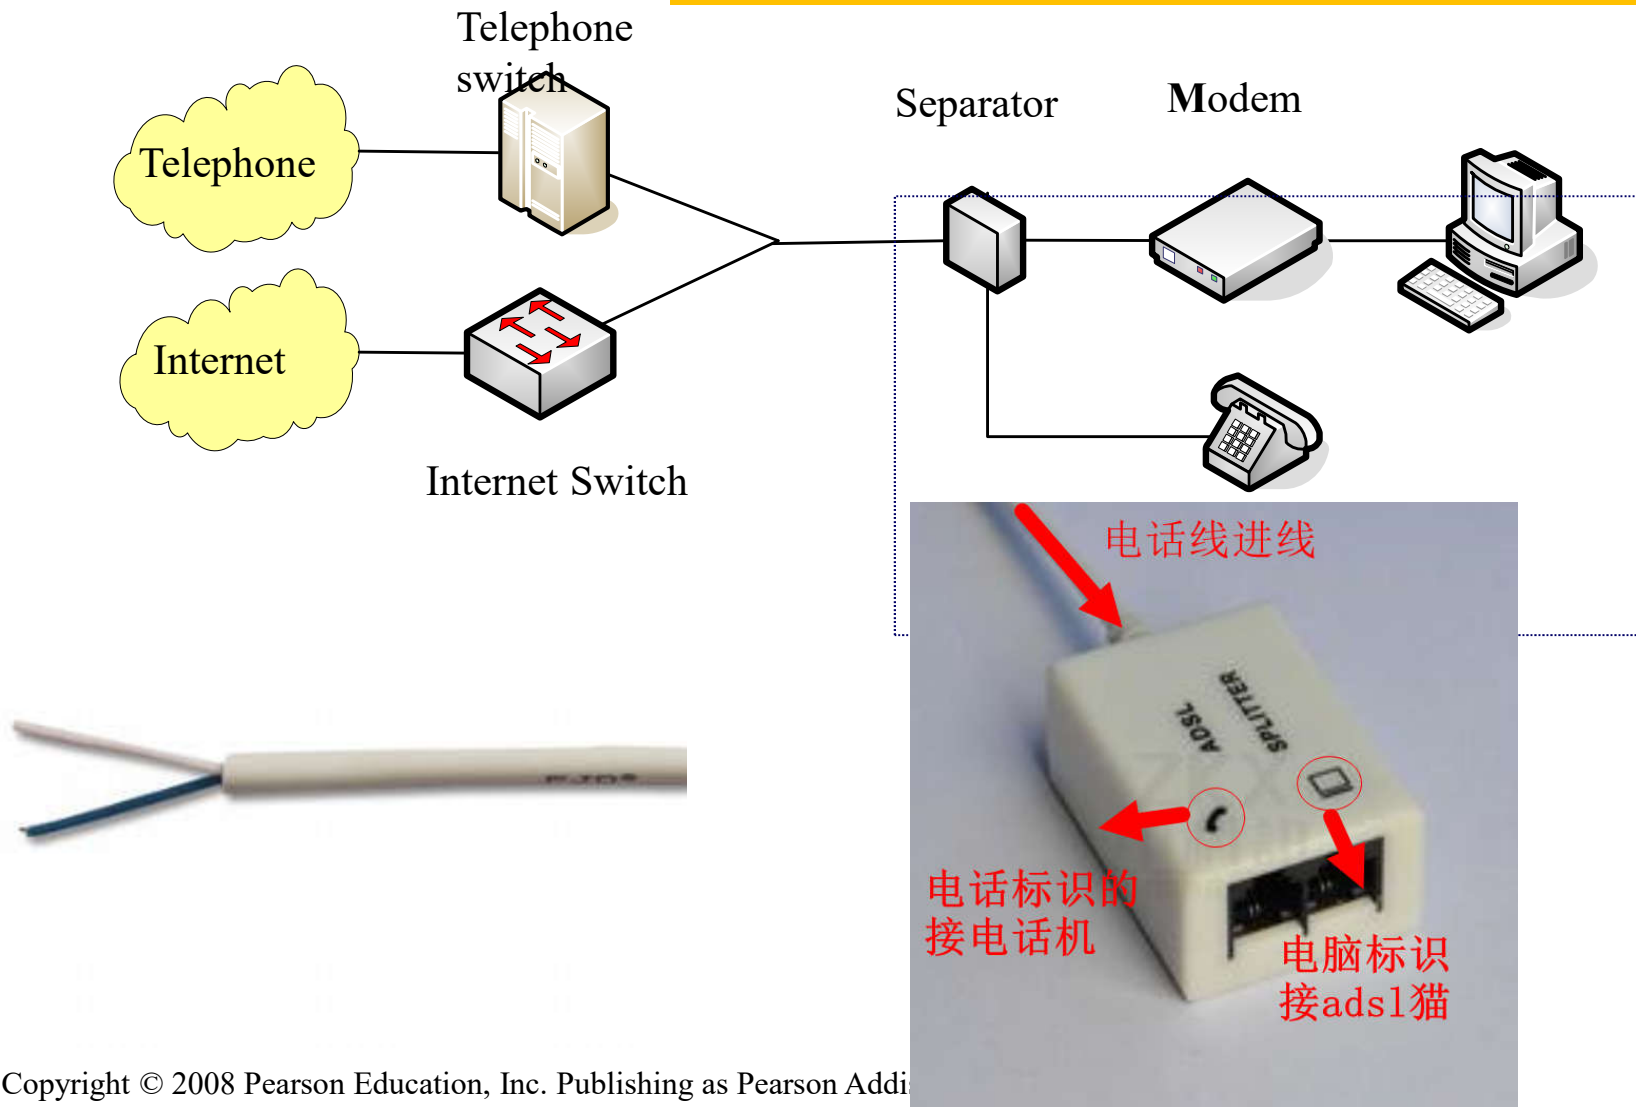 Telephone
switch
Separator
Modem
Telephone
Internet
Internet Switch
电话线进线
ADSL
SPLITTER
电话标识的
接电话机
电脑标识
接adsl猫
Copyright © 2008 Pearson Education, Inc. Publishing as Pearson